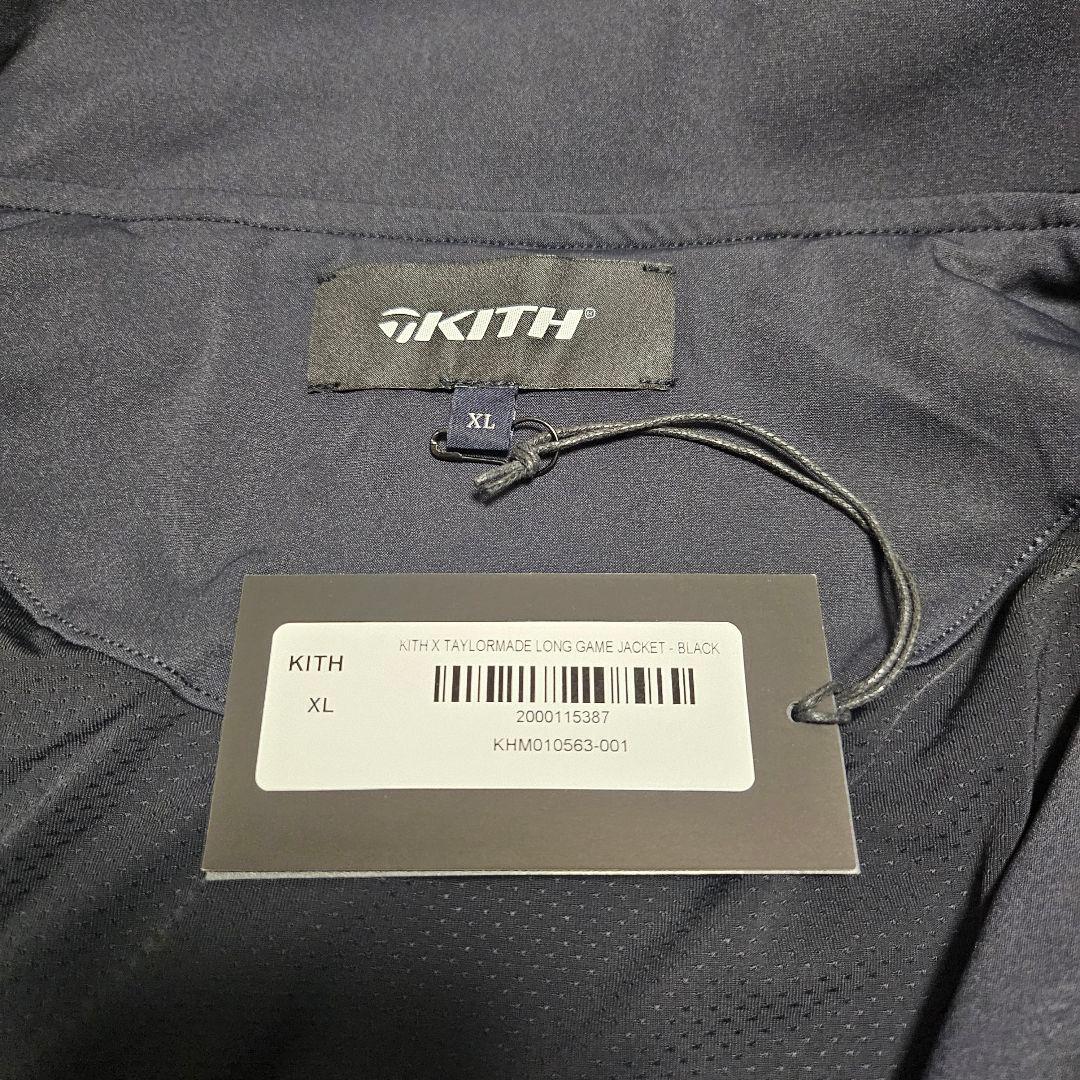 KITH®
XL
KITH X TAYLORMADE LONG GAME JACKET - BLACK
KITH
XL
2000115387
KHM010563-001